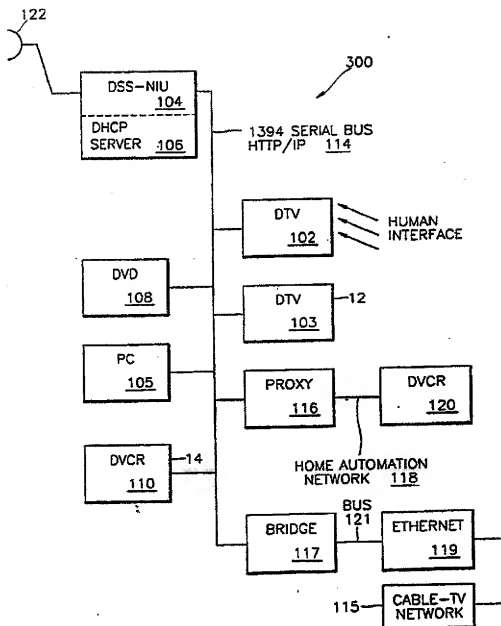 122
300
DSS-NIU
104
DHCP
SERVER 106
1394 SERIAL BUS
HTTP/IP 114
DTV
102
HUMAN
INTERFACE
DVD
108
DTV
103
12
PC
105
PROXY
116
DVCR
120
DVCR
110
14
HOME AUTOMATION
NETWORK 118
BUS
121
BRIDGE
117
ETHERNET
119
115
CABLE-TV
NETWORK